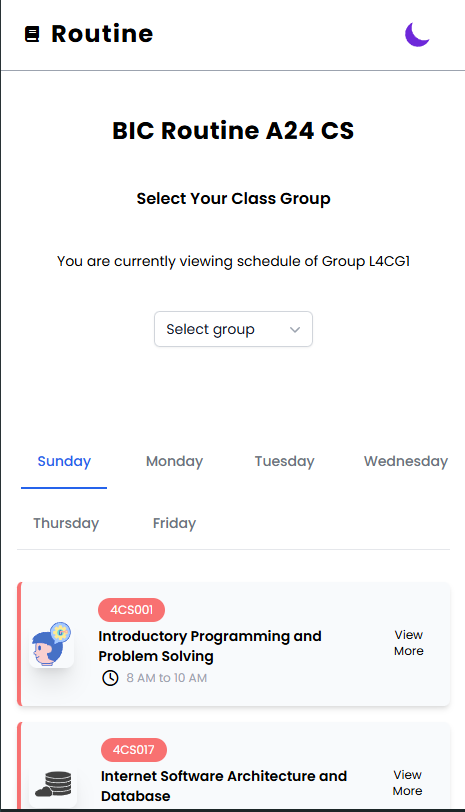 Routine
BIC Routine A24 CS
Select Your Class Group
You are currently viewing schedule of Group L4CG1
Select group
Sunday Monday Tuesday Wednesday
Thursday Friday
4CS001
Introductory Programming and
Problem Solving
8 AM to 10 AM
View
More
4CS017
Internet Software Architecture and
Database
View
More